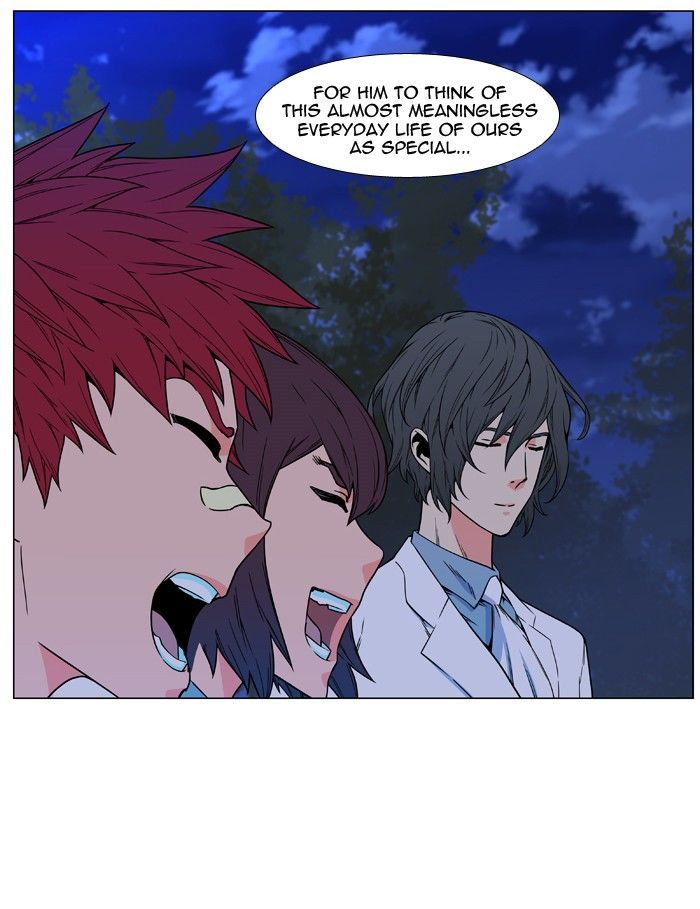 FOR HIM TO THINK OF
THIS ALMOST MEANINGLESS
EVERYDAY LIFE OF OURS
AS SPECIAL...